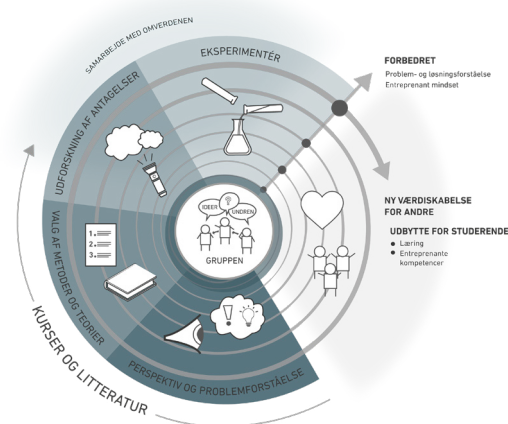 SAMARBEJDE MED OMVERDENEN
EKSPERIMENTÉR
UDFORSKNING AF ANTAGELSER
VALG AF METODER OG TEORIER
PERSPEKTIV OG PROBLEMFORSTÅELSE
KURSER OG LITTERATUR
IDEER
UNDREN
GRUPPEN
1.
2.
3.
FORBEDRET
Problem- og løsningsforståelse
Entreprenant mindset
NY VÆRDISKABELSE
FOR ANDRE
UDBYTTE FOR STUDERENDE
Læring
Entreprenante
kompetencer